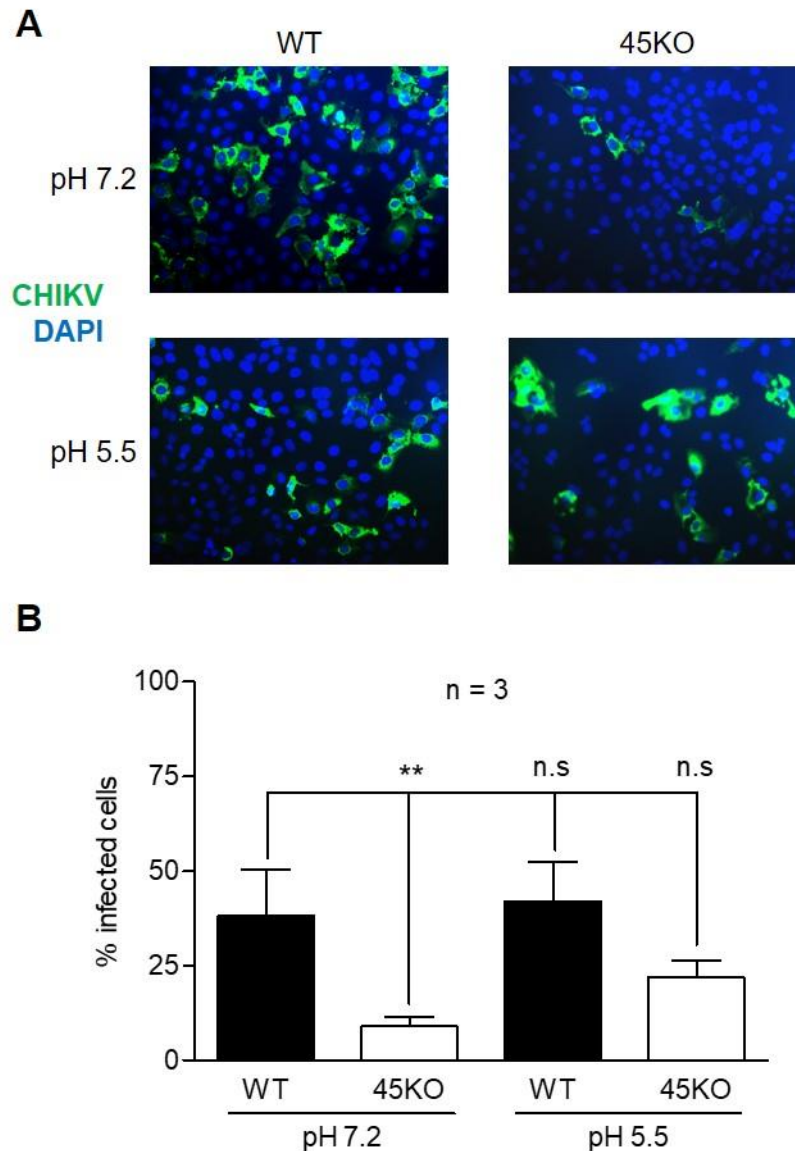 A
WT 45KO
pH 7.2
CHIKV
DAPI
pH 5.5
B
n = 3
** n.s n.s
100
75
50
25
0
% infected cells
WT 45KO WT 45KO
pH 7.2 pH 5.5